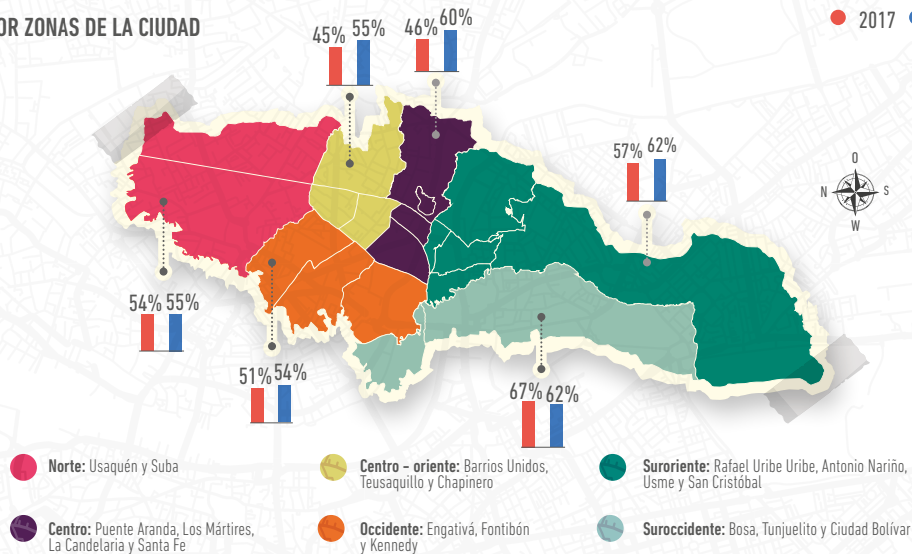 OR ZONAS DE LA CIUDAD
2017
45% 55%
46% 60%
57% 62%
O
N S
W
54% 55%
51% 54%
67% 62%
Norte: Usaquén y Suba
Centro - oriente: Barrios Unidos,
Teusaquillo y Chapinero
Suroriente: Rafael Uribe Uribe, Antonio Nariño,
Usme y San Cristóbal
Centro: Puente Aranda, Los Mártires,
La Candelaria y Santa Fe
Occidente: Engativá, Fontibón
y Kennedy
Suroccidente: Bosa, Tunjuelito y Ciudad Bolívar